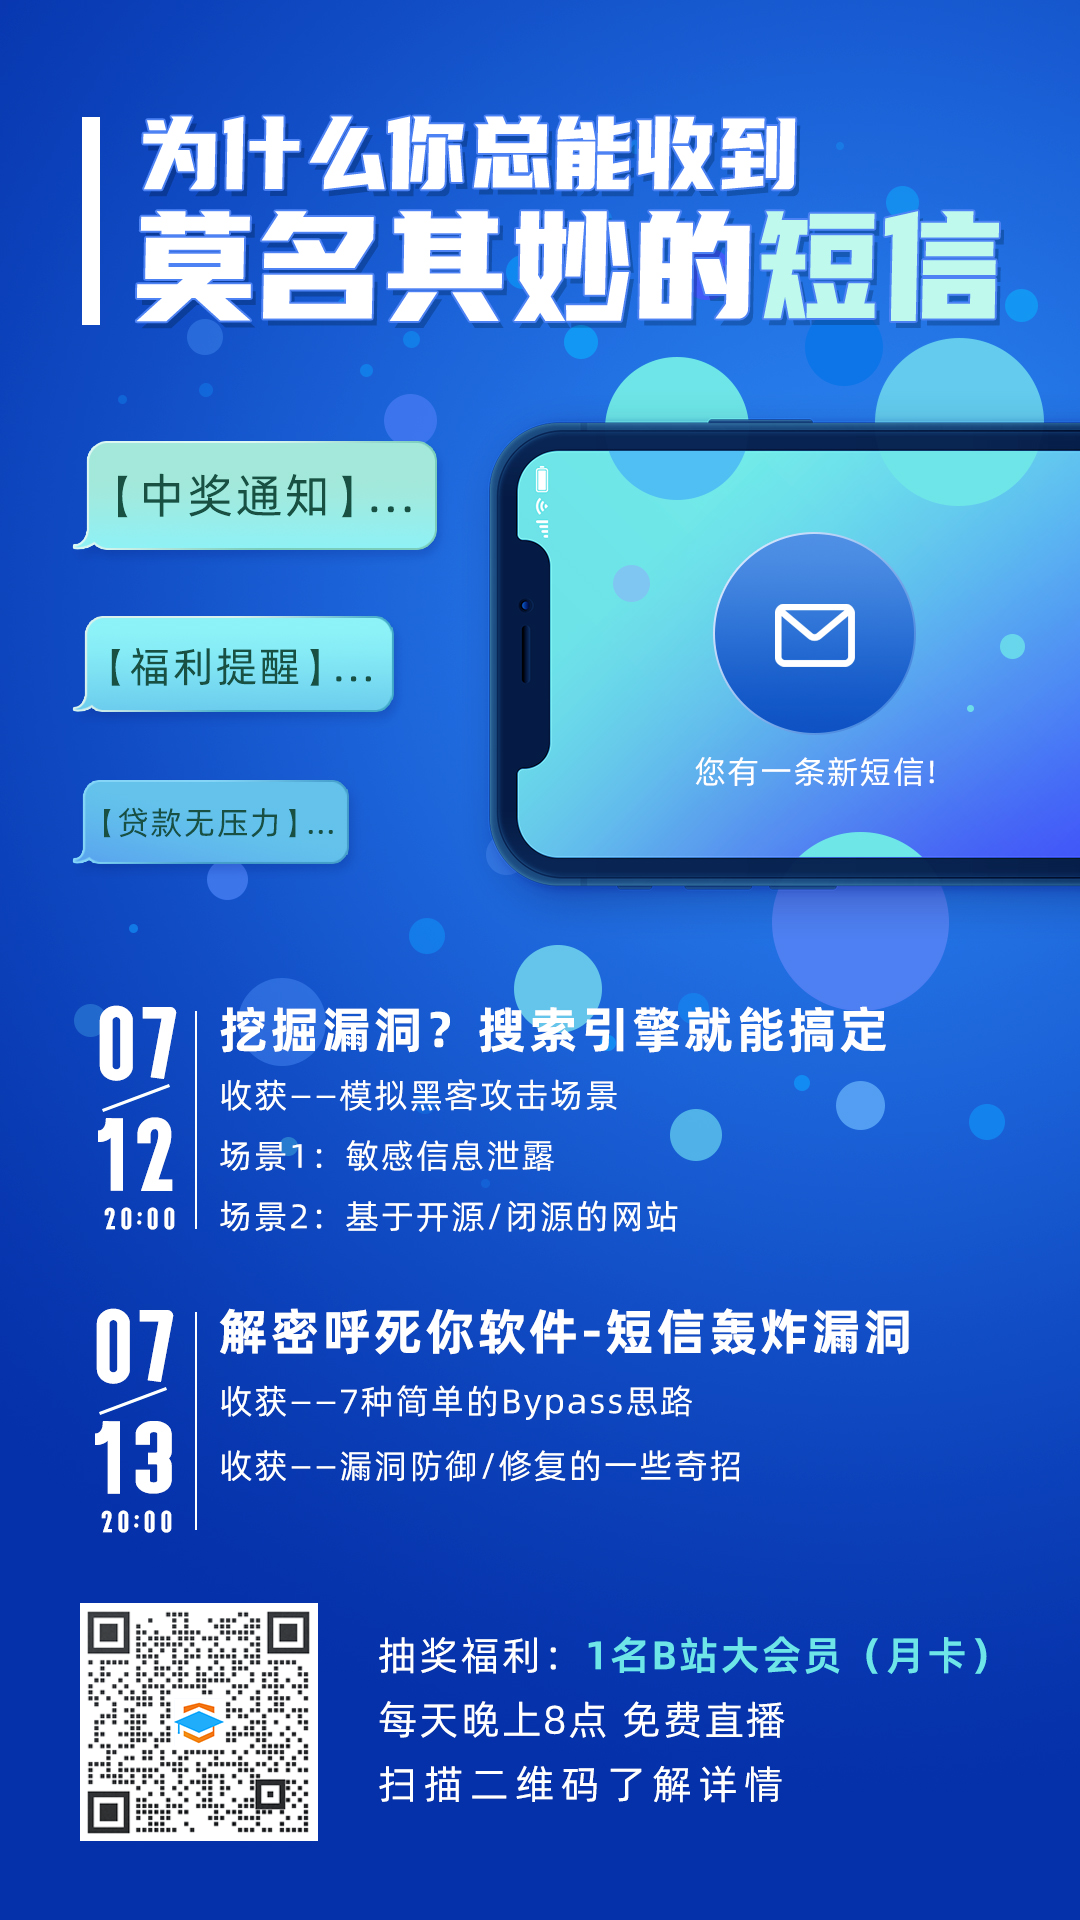 为什么你总能收到
莫名其妙的短信
【中奖通知】...
【福利提醒】...
【贷款无压力】...
您有一条新短信!
07/12
20:00
挖掘漏洞？搜索引擎就能搞定
收获——模拟黑客攻击场景
场景1：敏感信息泄露
场景2：基于开源/闭源的网站
07/13
20:00
解密呼死你软件-短信轰炸漏洞
收获——7种简单的Bypass思路
收获——漏洞防御/修复的一些奇招
抽奖福利：1名B站大会员（月卡）
每天晚上8点 免费直播
扫描二维码了解详情